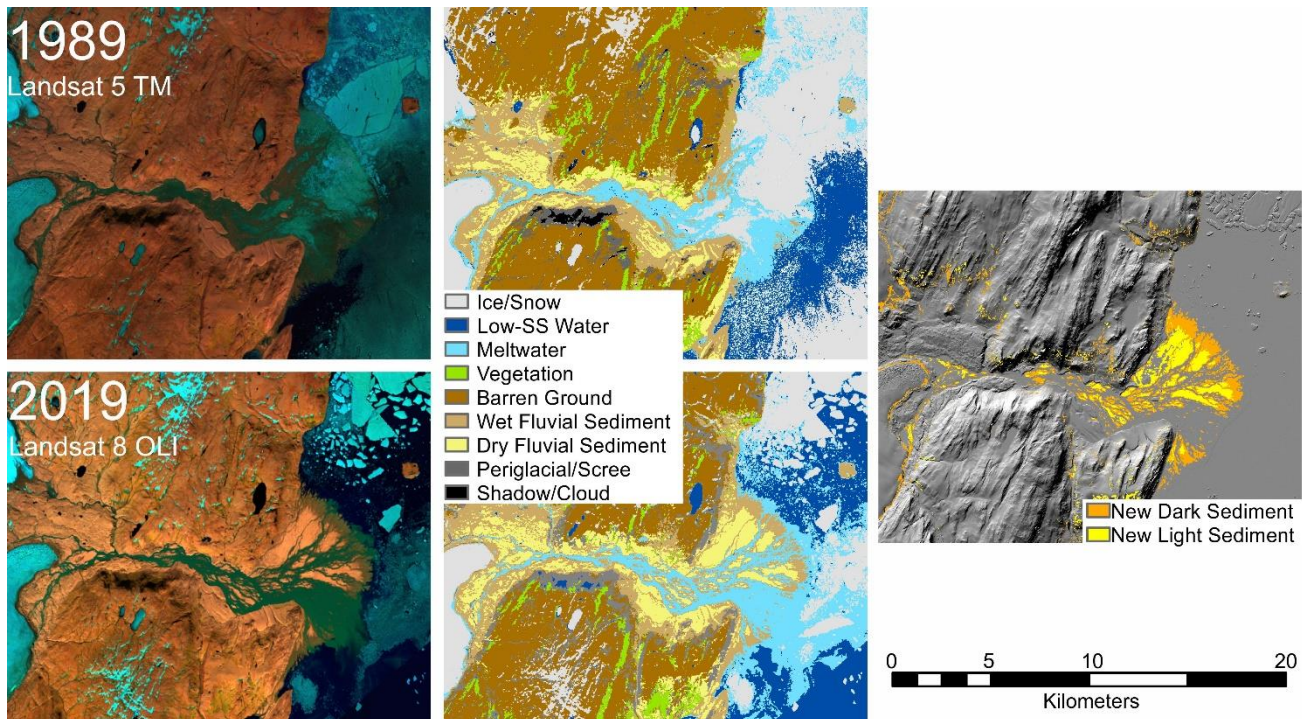 1989
Landsat 5 TM
2019
Landsat 8 OLI
Ice/Snow
Low-SS Water
Meltwater
Vegetation
Barren Ground
Wet Fluvial Sediment
Dry Fluvial Sediment
Periglacial/Scree
Shadow/Cloud
New Dark Sediment
New Light Sediment
0 5 10 20
Kilometers